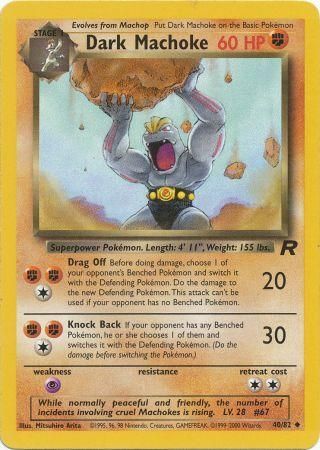 Evolves from Machop Put Dark Machoke on the Basic Pokémon
STAGE 1
Dark Machoke 60 HP
Superpower Pokémon. Length: 4' 11", Weight: 155 lbs.
R
Drag Off Before doing damage, choose 1 of
your opponent's Benched Pokémon and switch
it with the Defending Pokémon. Do the damage to
the new Defending Pokémon. This attack can't be
used if your opponent has no Benched Pokémon.
20
Knock Back If your opponent has any Benched
Pokémon, he or she chooses 1 of them and
switches it with the Defending Pokémon. (Do the
damage before switching the Pokémon.)
30
weakness resistance retreat cost
While normally peaceful and friendly, the number of
incidents involving cruel Machokes is rising. LV. 28 #67
Illus. Mitsuhiro Arita ©1995, 96, 98 Nintendo, Creatures, GAMEFREAK. ©1999-2000 Wizards. 40/82